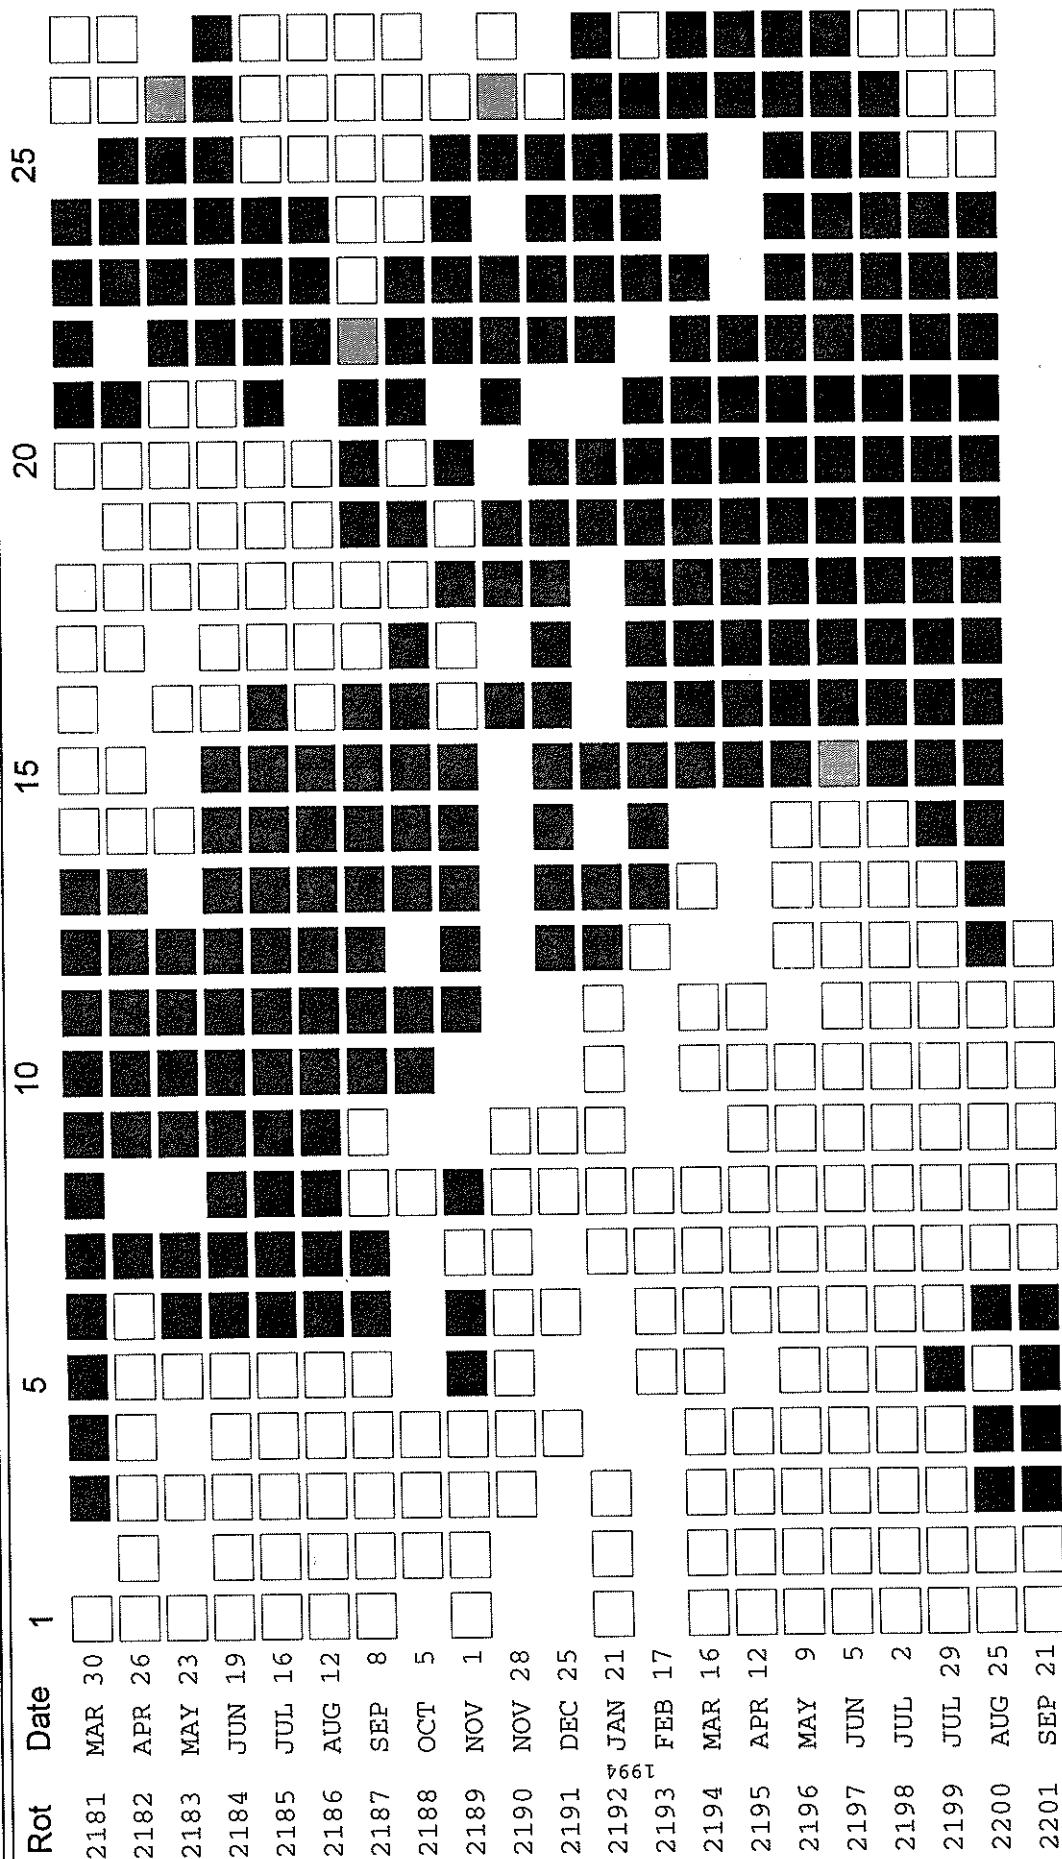 Rot Date 1 5 10 15 20 25
2181 MAR 30
2182 APR 26
2183 MAY 23
2184 JUN 19
2185 JUL 16
2186 AUG 12
2187 SEP 8
2188 OCT 5
2189 NOV 1
2190 NOV 28
2191 DEC 25
2192 JAN 21
1994
2193 FEB 17
2194 MAR 16
2195 APR 12
2196 MAY 9
2197 JUN 5
2198 JUL 2
2199 JUL 29
2200 AUG 25
2201 SEP 21